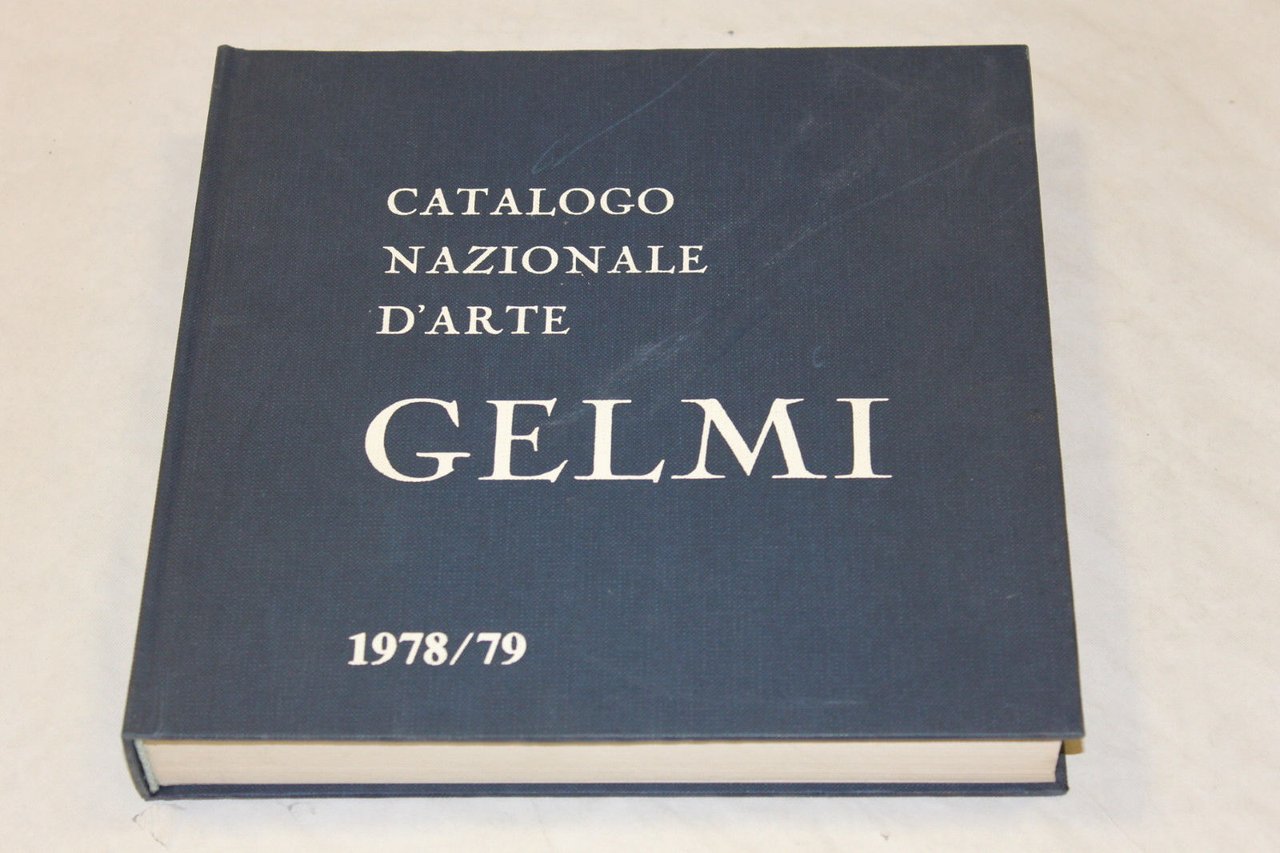 CATALOGO
NAZIONALE
D'ARTE
GELMI
1978/79